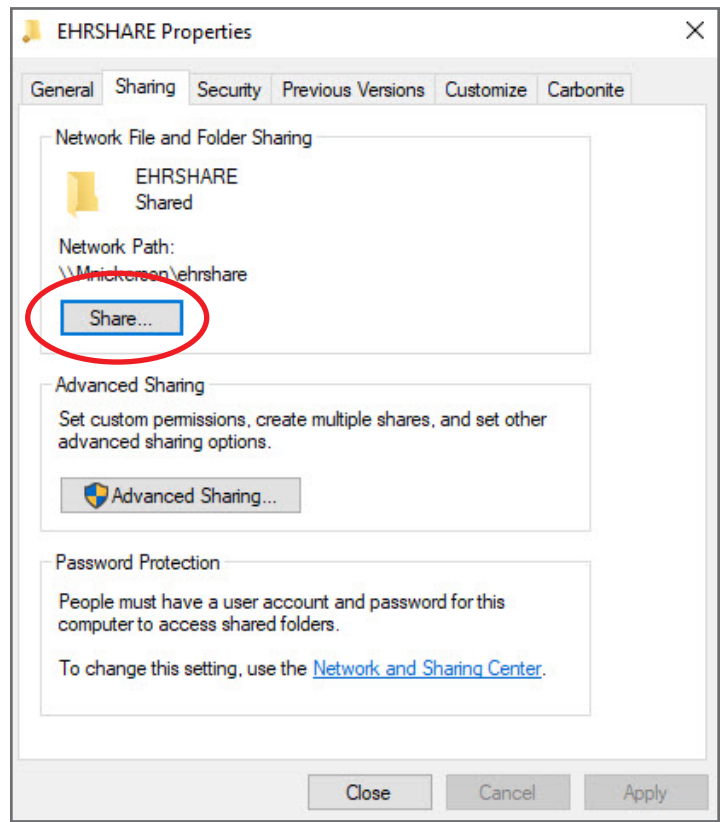 EHRSHARE Properties
General Sharing Security Previous Versions Customize Carbonite
Network File and Folder Sharing
EHRSHARE
Shared
Network Path:
\\Mnickerson\ehrshare
Share...
Advanced Sharing
Set custom permissions, create multiple shares, and set other
advanced sharing options.
Advanced Sharing...
Password Protection
People must have a user account and password for this
computer to access shared folders.
To change this setting, use the Network and Sharing Center.
Close Cancel Apply